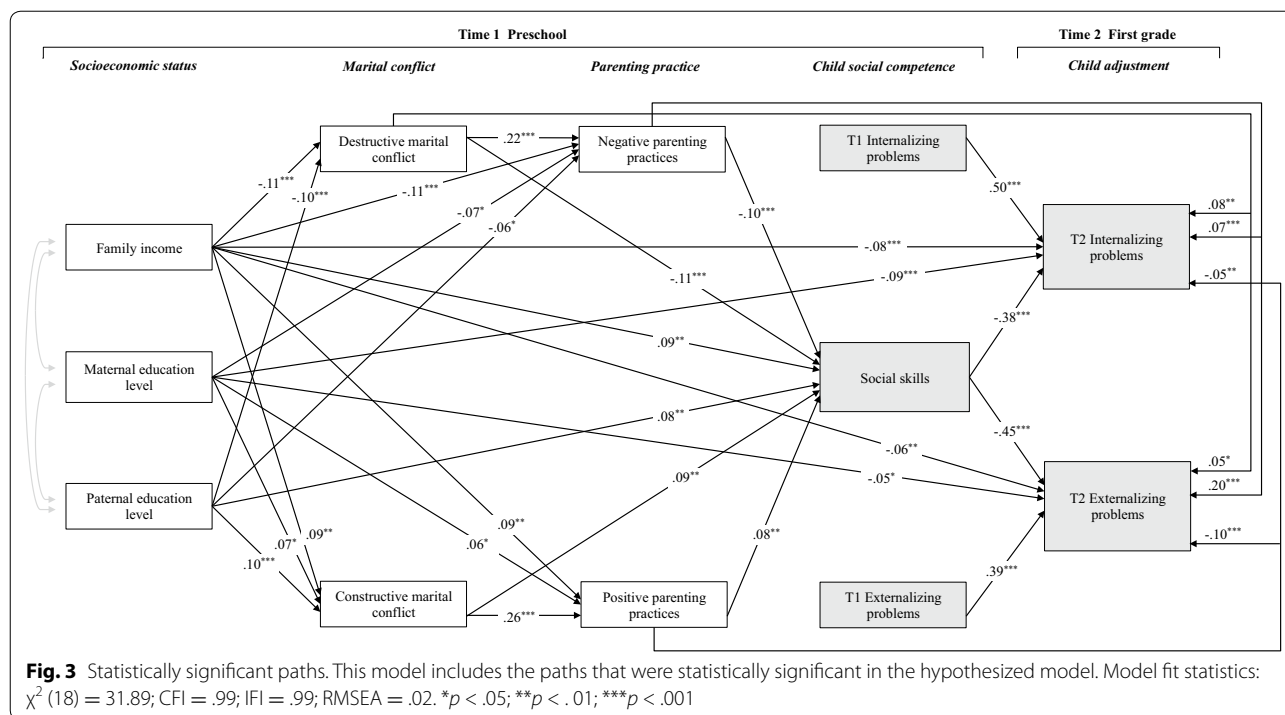 Time 1 Preschool
Time 2 First grade
Socioeconomic status
Marital conflict
Parenting practice
Child social competence
Child adjustment
Destructive marital
conflict
.22***
Negative parenting
practices
T1 Internalizing
problems
-.11***
-.10***
-.11***
-.07*
-.06*
-.10***
.50***
.08**
.07***
-.05**
Family income
-.08***
T2 Internalizing
problems
-.11***
-.09***
-.38***
Maternal education
level
.09**
Social skills
.08**
-.45***
-.06**
-.05*
Paternal education
level
.09**
T2 Externalizing
problems
.05*
.20***
-.10***
.07*
.09**
.10***
.06*
.09**
.08**
.39***
Constructive marital
conflict
.26***
Positive parenting
practices
T1 Externalizing
problems
Fig. 3 Statistically significant paths. This model includes the paths that were statistically significant in the hypothesized model. Model fit statistics:
χ² (18) = 31.89; CFI = .99; IFI = .99; RMSEA = .02. *p < .05; **p < . 01; ***p < .001